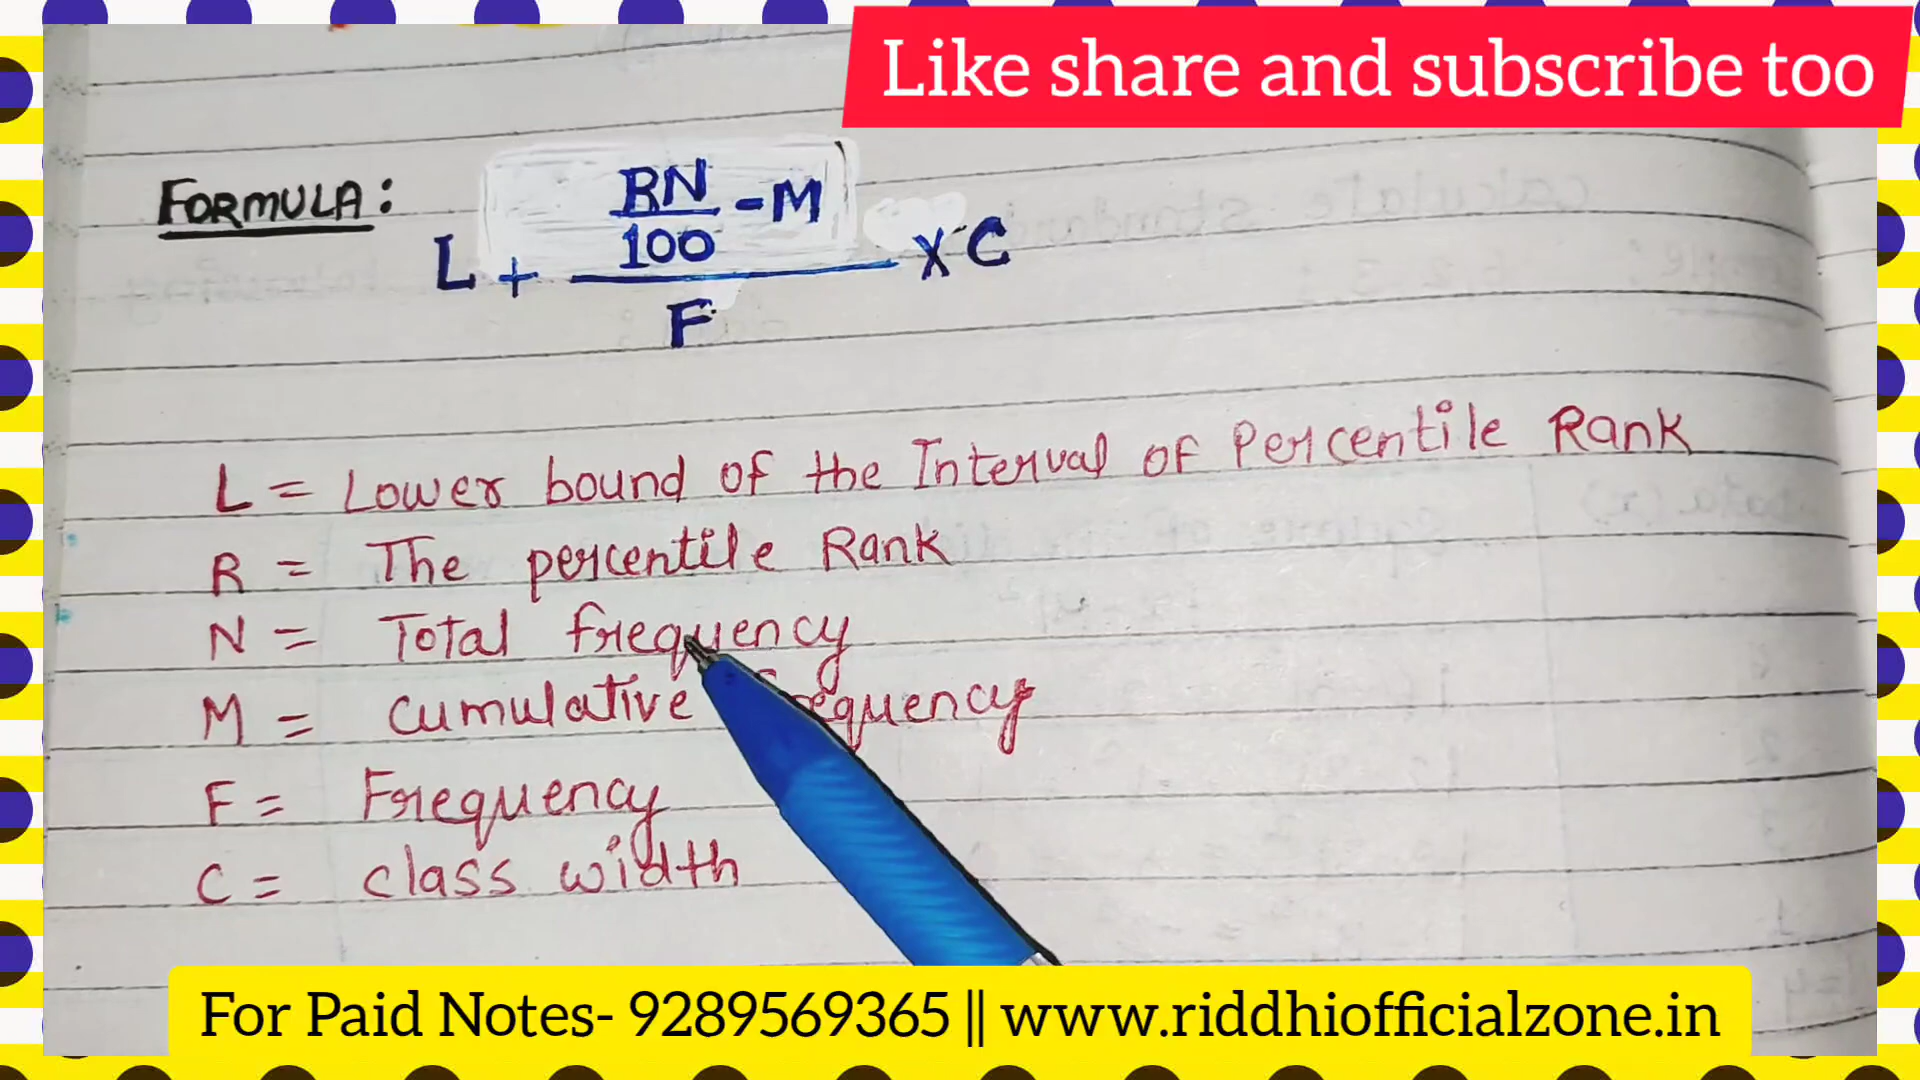 Like share and subscribe too
FORMULA:
L + RN/100 - M / F X C
L = Lower bound of the Interval of Percentile Rank
R = The percentile Rank
N = Total frequency
M = cumulative frequency
F = Frequency
C = class width
For Paid Notes- 9289569365 || www.riddhiofficialzone.in